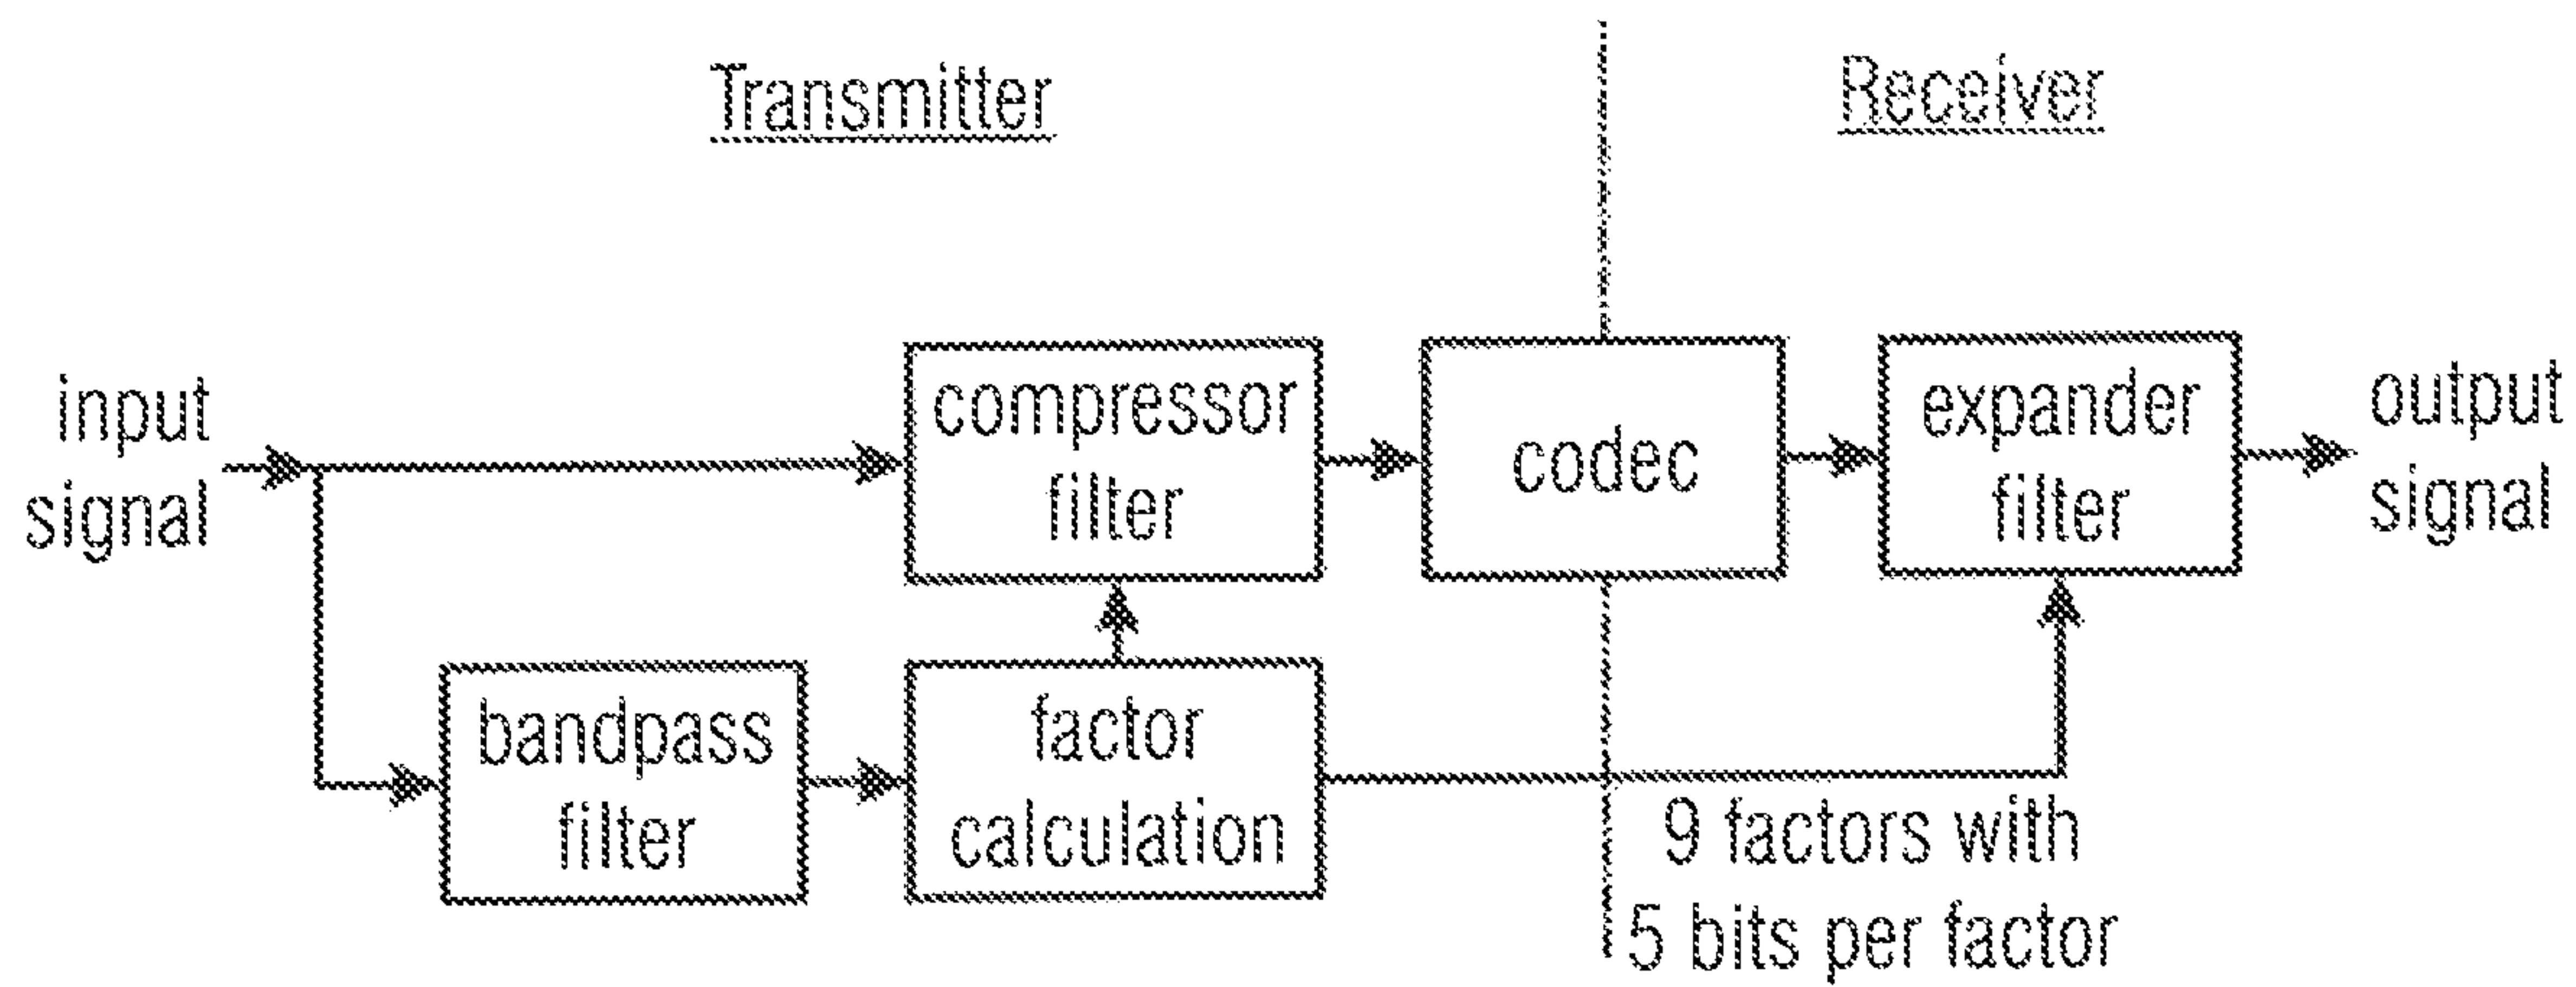 Transmitter
Receiver
input
signal
compressor
filter
codec
expander
filter
output
signal
bandpass
filter
factor
calculation
9 factors with
5 bits per factor